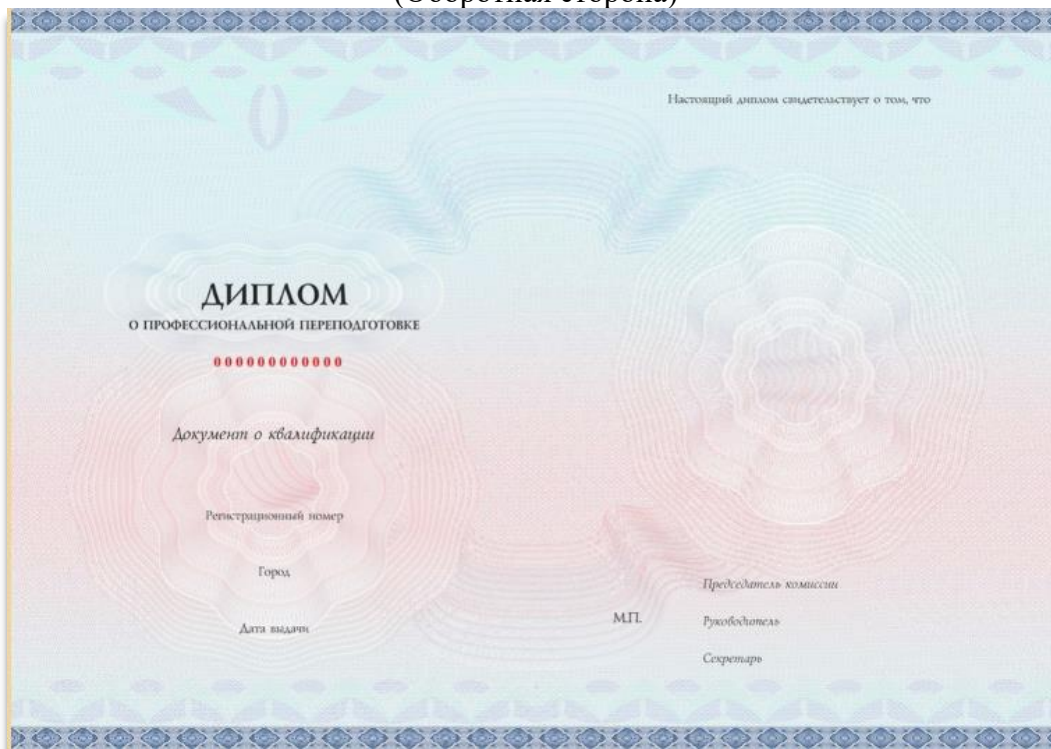 (Оборотная сторона)
ДИПЛОМ
О ПРОФЕССИОНАЛЬНОЙ ПЕРЕПОДГОТОВКЕ
000000000000
Документ о квалификации
Регистрационный номер
Город
Дата выдачи
Настоящий диплом свидетельствует о том, что
М.П.
Председатель комиссии
Руководитель
Секретарь